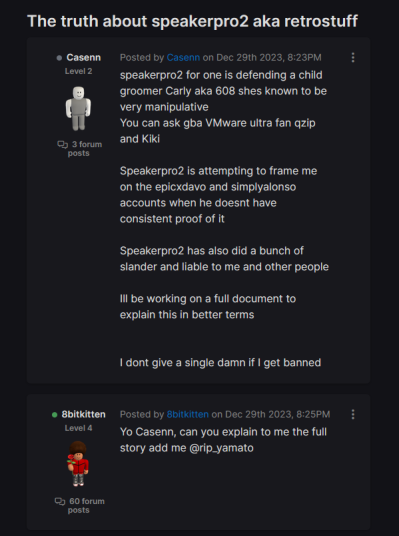 The truth about speakerpro2 aka retrostuff
Casenn
Level 2
3 forum
posts
Posted by Casenn on Dec 29th 2023, 8:23PM
speakerpro2 for one is defending a child
groomer Carly aka 608 shes known to be
very manipulative
You can ask gba VMware ultra fan qzip
and Kiki
Speakerpro2 is attempting to frame me
on the epicxdavo and simplyalonso
accounts when he doesnt have
consistent proof of it
Speakerpro2 has also did a bunch of
slander and liable to me and other people
Ill be working on a full document to
explain this in better terms
I dont give a single damn if I get banned
8bitkitten
Level 4
60 forum
posts
Posted by 8bitkitten on Dec 29th 2023, 8:25PM
Yo Casenn, can you explain to me the full
story add me @rip_yamato